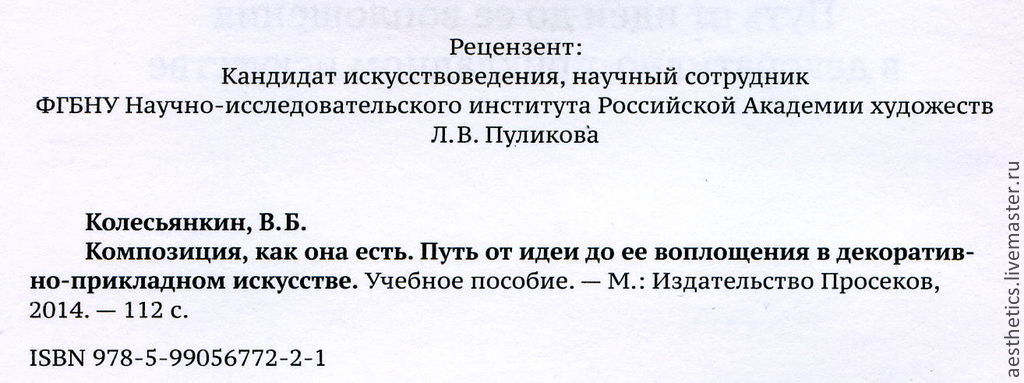 Рецензент:
Кандидат искусствоведения, научный сотрудник
ФГБНУ Научно-исследовательского института Российской Академии художеств
Л.В. Пуликова
Колесьянкин, В.Б.
Композиция, как она есть. Путь от идеи до ее воплощения в декоратив-
но-прикладном искусстве. Учебное пособие. — М.: Издательство Просеков,
2014. — 112 с.
ISBN 978-5-99056772-2-1
aesthetics.livemaster.ru